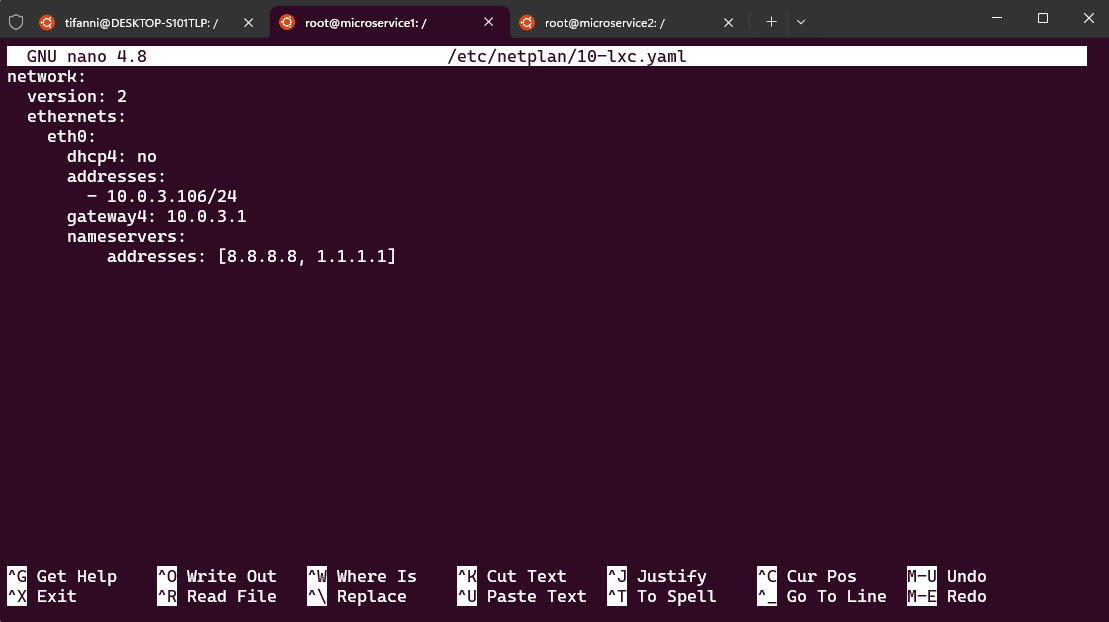 tifanni@DESKTOP-S101TLP: /
root@microservice1: /
root@microservice2: /
GNU nano 4.8 /etc/netplan/10-lxc.yaml
network:
  version: 2
  ethernets:
    eth0:
      dhcp4: no
      addresses:
        - 10.0.3.106/24
      gateway4: 10.0.3.1
      nameservers:
          addresses: [8.8.8.8, 1.1.1.1]
^G Get Help ^O Write Out ^W Where Is ^K Cut Text ^J Justify ^C Cur Pos M-U Undo
^X Exit ^R Read File ^\ Replace ^U Paste Text ^T To Spell ^_ Go To Line M-E Redo